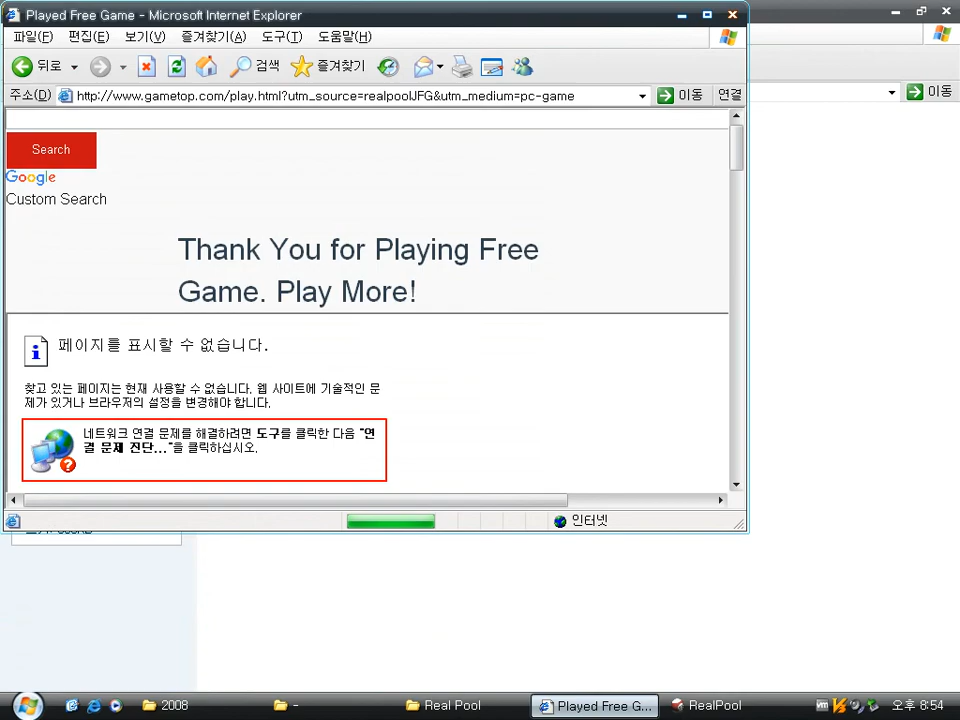 Played Free Game - Microsoft Internet Explorer
파일(F) 편집(E) 보기(V) 즐겨찾기(A) 도구(T) 도움말(H)
뒤로 검색 즐겨찾기
주소(D) http://www.gametop.com/play.html?utm_source=realpoolJFG&utm_medium=pc-game 이동 연결
이동
Search
Google
Custom Search
Thank You for Playing Free
Game. Play More!
페이지를 표시할 수 없습니다.
찾고 있는 페이지는 현재 사용할 수 없습니다. 웹 사이트에 기술적인 문
제가 있거나 브라우저의 설정을 변경해야 합니다.
네트워크 연결 문제를 해결하려면 도구를 클릭한 다음 "연
결 문제 진단..."을 클릭하십시오.
인터넷
2008 - Real Pool Played Free G... RealPool 오후 8:54